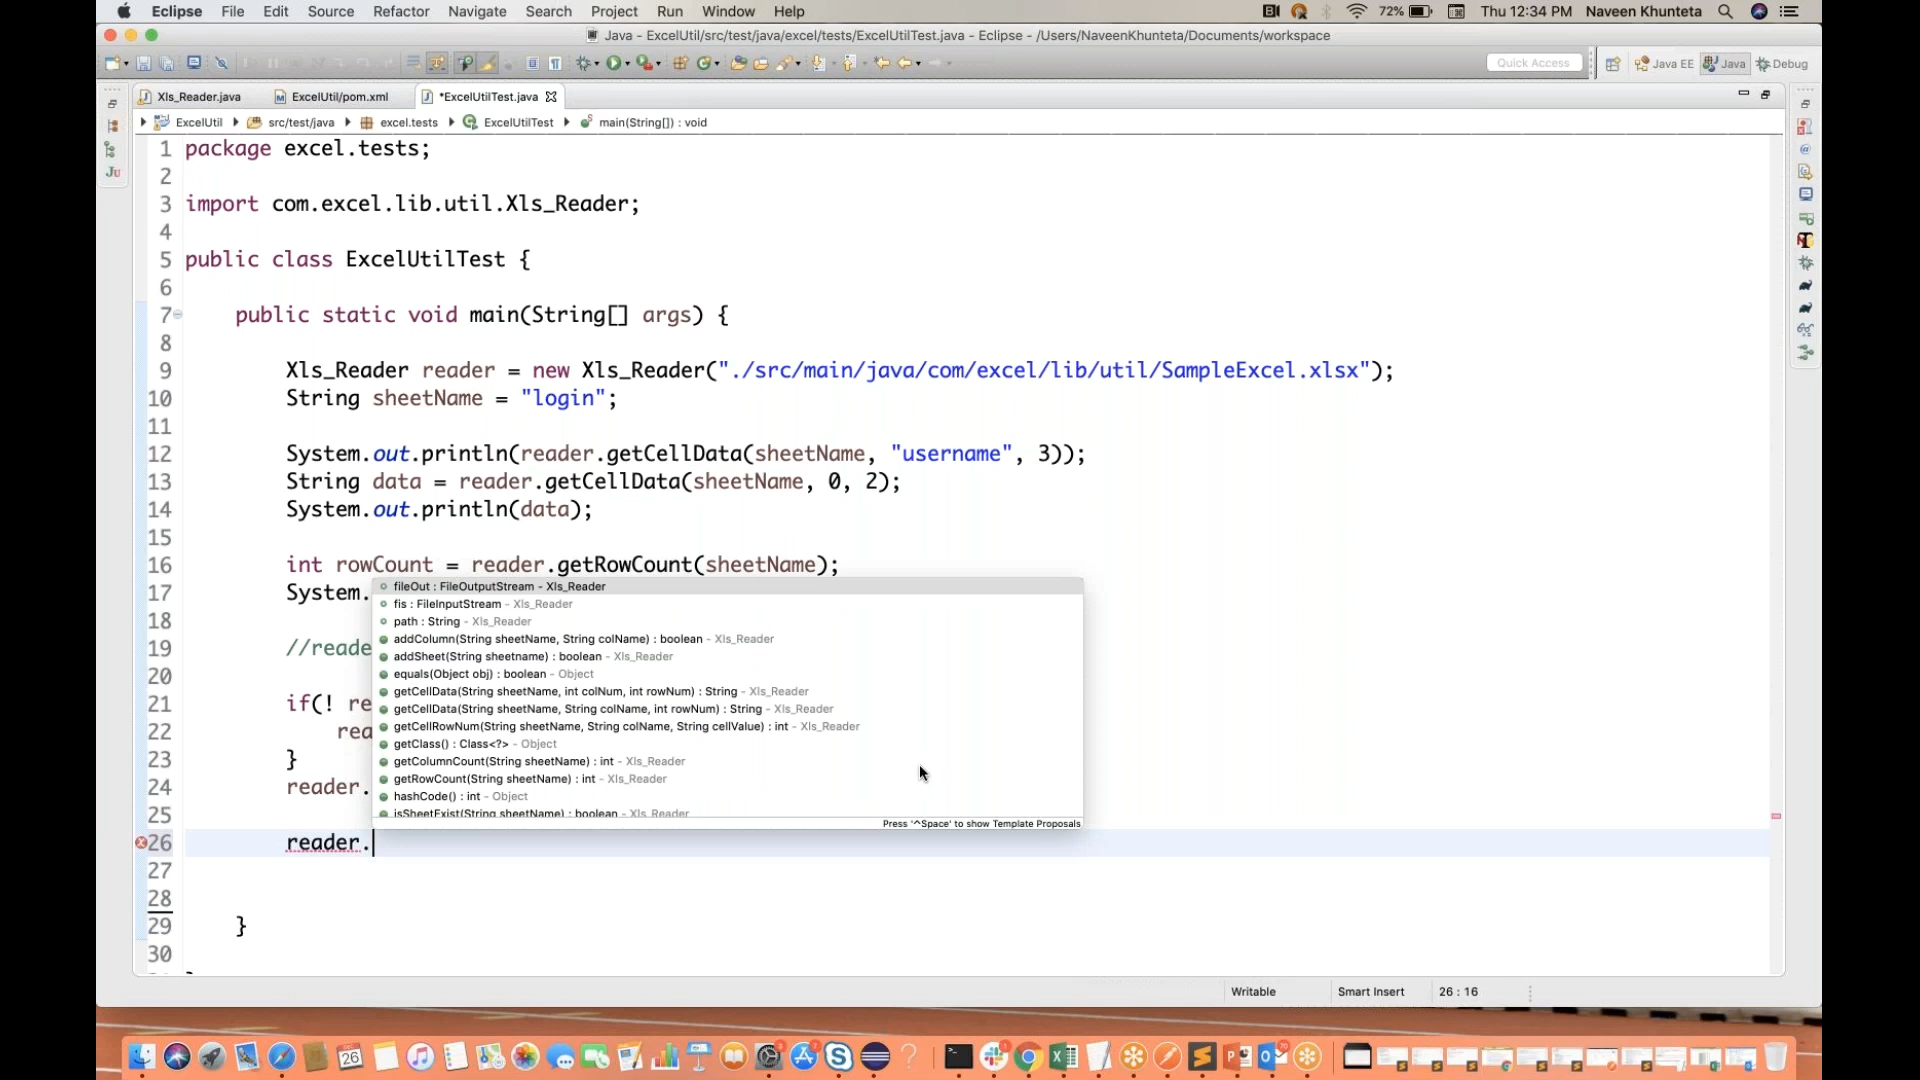 Eclipse File Edit Source Refactor Navigate Search Project Run Window Help 72% Thu 12:34 PM Naveen Khunteta
Java - ExcelUtil/src/test/java/excel/tests/ExcelUtilTest.java - Eclipse - /Users/NaveenKhunteta/Documents/workspace
Quick Access Java EE Java Debug
Xls_Reader.java ExcelUtil/pom.xml *ExcelUtilTest.java
ExcelUtil src/test/java excel.tests ExcelUtilTest main(String[]) : void
1 package excel.tests;
2
3 import com.excel.lib.util.Xls_Reader;
4
5 public class ExcelUtilTest {
6
7 public static void main(String[] args) {
8
9 Xls_Reader reader = new Xls_Reader("./src/main/java/com/excel/lib/util/SampleExcel.xlsx");
10 String sheetName = "login";
11
12 System.out.println(reader.getCellData(sheetName, "username", 3));
13 String data = reader.getCellData(sheetName, 0, 2);
14 System.out.println(data);
15
16 int rowCount = reader.getRowCount(sheetName);
17 System.
18
19 //reade
20
21 if(! re
22 rea
23 }
24 reader.
25
26 reader.
27
28
29 }
30
fileOut : FileOutputStream - Xls_Reader
fis : FileInputStream - Xls_Reader
path : String - Xls_Reader
addColumn(String sheetName, String colName) : boolean - Xls_Reader
addSheet(String sheetname) : boolean - Xls_Reader
equals(Object obj) : boolean - Object
getCellData(String sheetName, int colNum, int rowNum) : String - Xls_Reader
getCellData(String sheetName, String colName, int rowNum) : String - Xls_Reader
getCellRowNum(String sheetName, String colName, String cellValue) : int - Xls_Reader
getClass() : Class<?> - Object
getColumnCount(String sheetName) : int - Xls_Reader
getRowCount(String sheetName) : int - Xls_Reader
hashCode() : int - Object
isSheetExist(String sheetName) : boolean - Xls_Reader
Press '^Space' to show Template Proposals
Writable Smart Insert 26 : 16